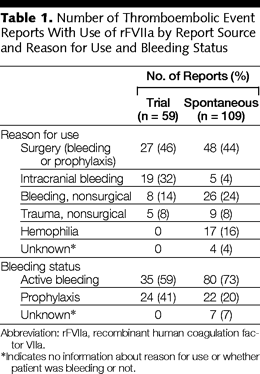 Table 1. Number of Thromboembolic Event
Reports With Use of rFVIIa by Report Source
and Reason for Use and Bleeding Status
No. of Reports (%)
Trial Spontaneous
(n = 59) (n = 109)
Reason for use
Surgery (bleeding 27 (46) 48 (44)
or prophylaxis)
Intracranial bleeding 19 (32) 5 (4)
Bleeding, nonsurgical 8 (14) 26 (24)
Trauma, nonsurgical 5 (8) 9 (8)
Hemophilia 0 17 (16)
Unknown* 0 4 (4)
Bleeding status
Active bleeding 35 (59) 80 (73)
Prophylaxis 24 (41) 22 (20)
Unknown* 0 7 (7)
Abbreviation: rFVIIa, recombinant human coagulation fac-
tor VIIa.
*Indicates no information about reason for use or whether
patient was bleeding or not.